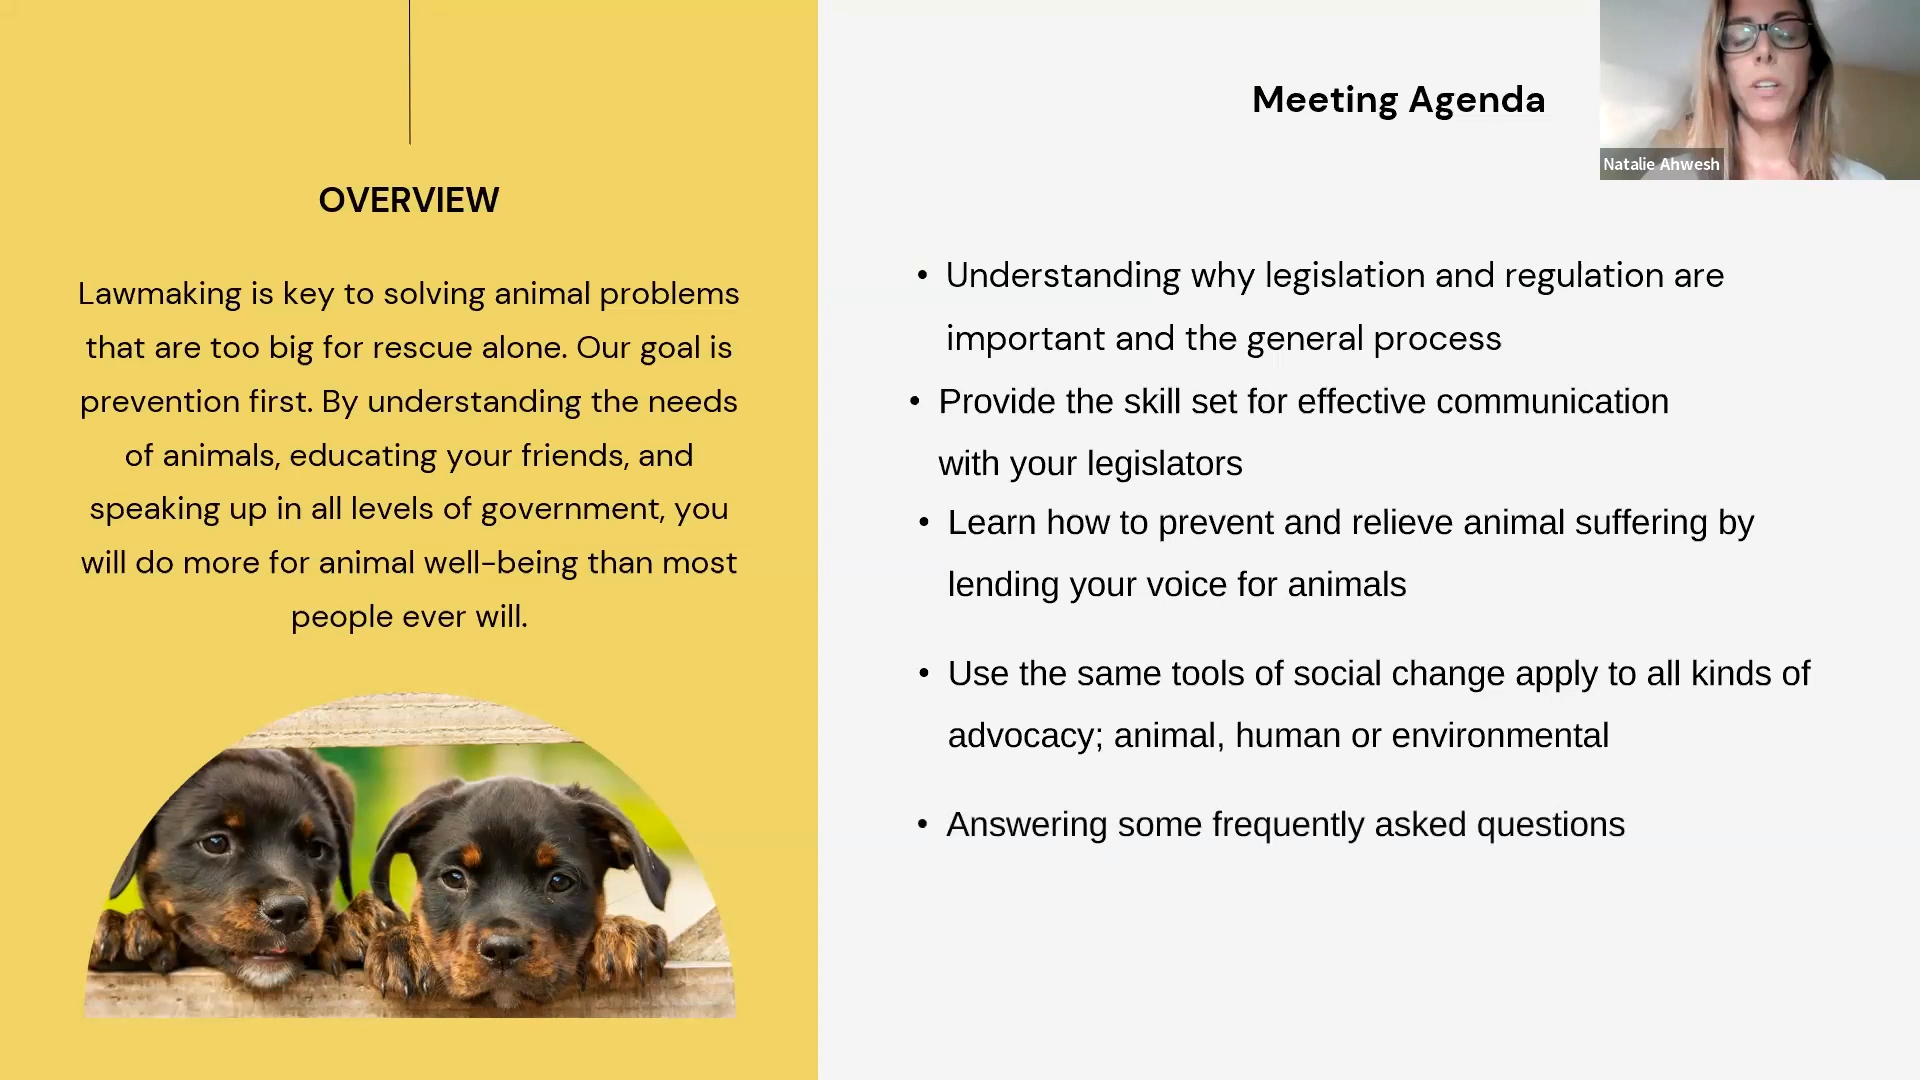 OVERVIEW
Lawmaking is key to solving animal problems
that are too big for rescue alone. Our goal is
prevention first. By understanding the needs
of animals, educating your friends, and
speaking up in all levels of government, you
will do more for animal well-being than most
people ever will.
Meeting Agenda
Natalie Ahwesh
• Understanding why legislation and regulation are
important and the general process
• Provide the skill set for effective communication
with your legislators
• Learn how to prevent and relieve animal suffering by
lending your voice for animals
• Use the same tools of social change apply to all kinds of
advocacy; animal, human or environmental
• Answering some frequently asked questions